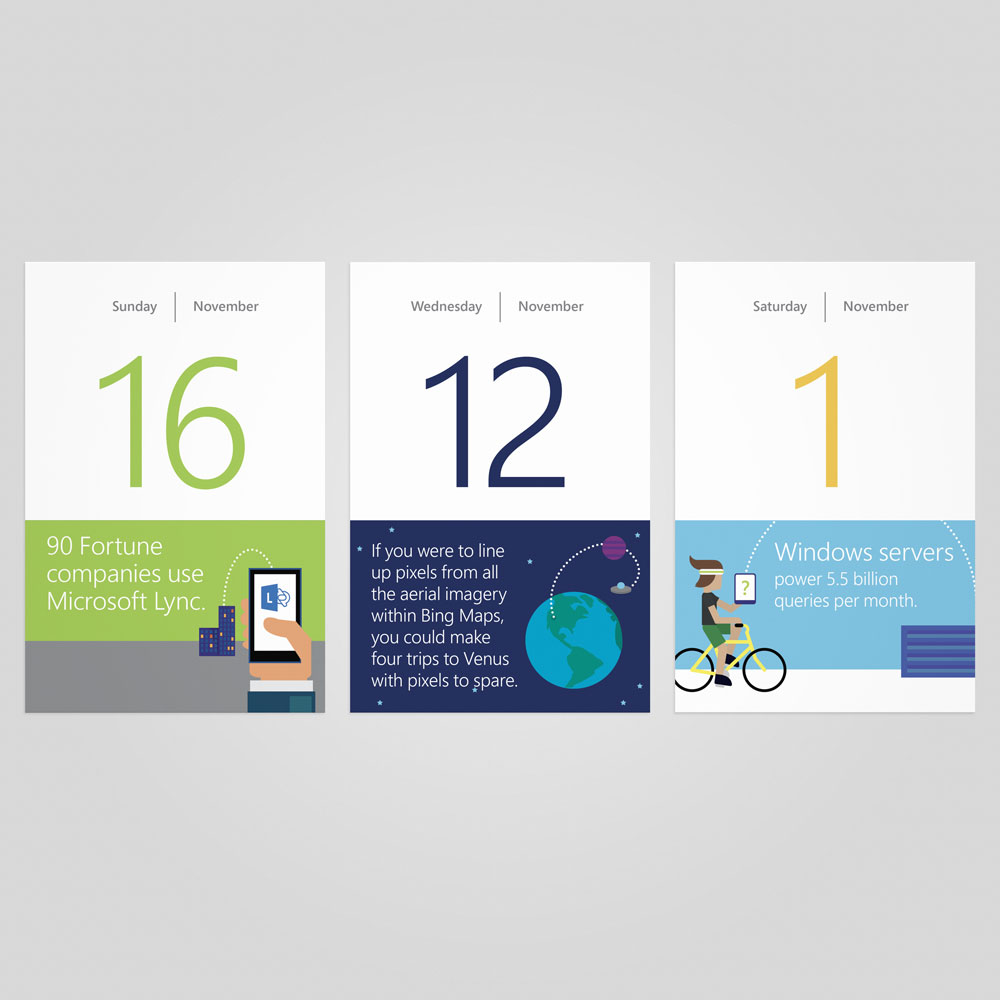 Sunday | November
16
90 Fortune
companies use
Microsoft Lync.
L
Wednesday | November
12
If you were to line
up pixels from all
the aerial imagery
within Bing Maps,
you could make
four trips to Venus
with pixels to spare.
Saturday | November
1
?
Windows servers
power 5.5 billion
queries per month.